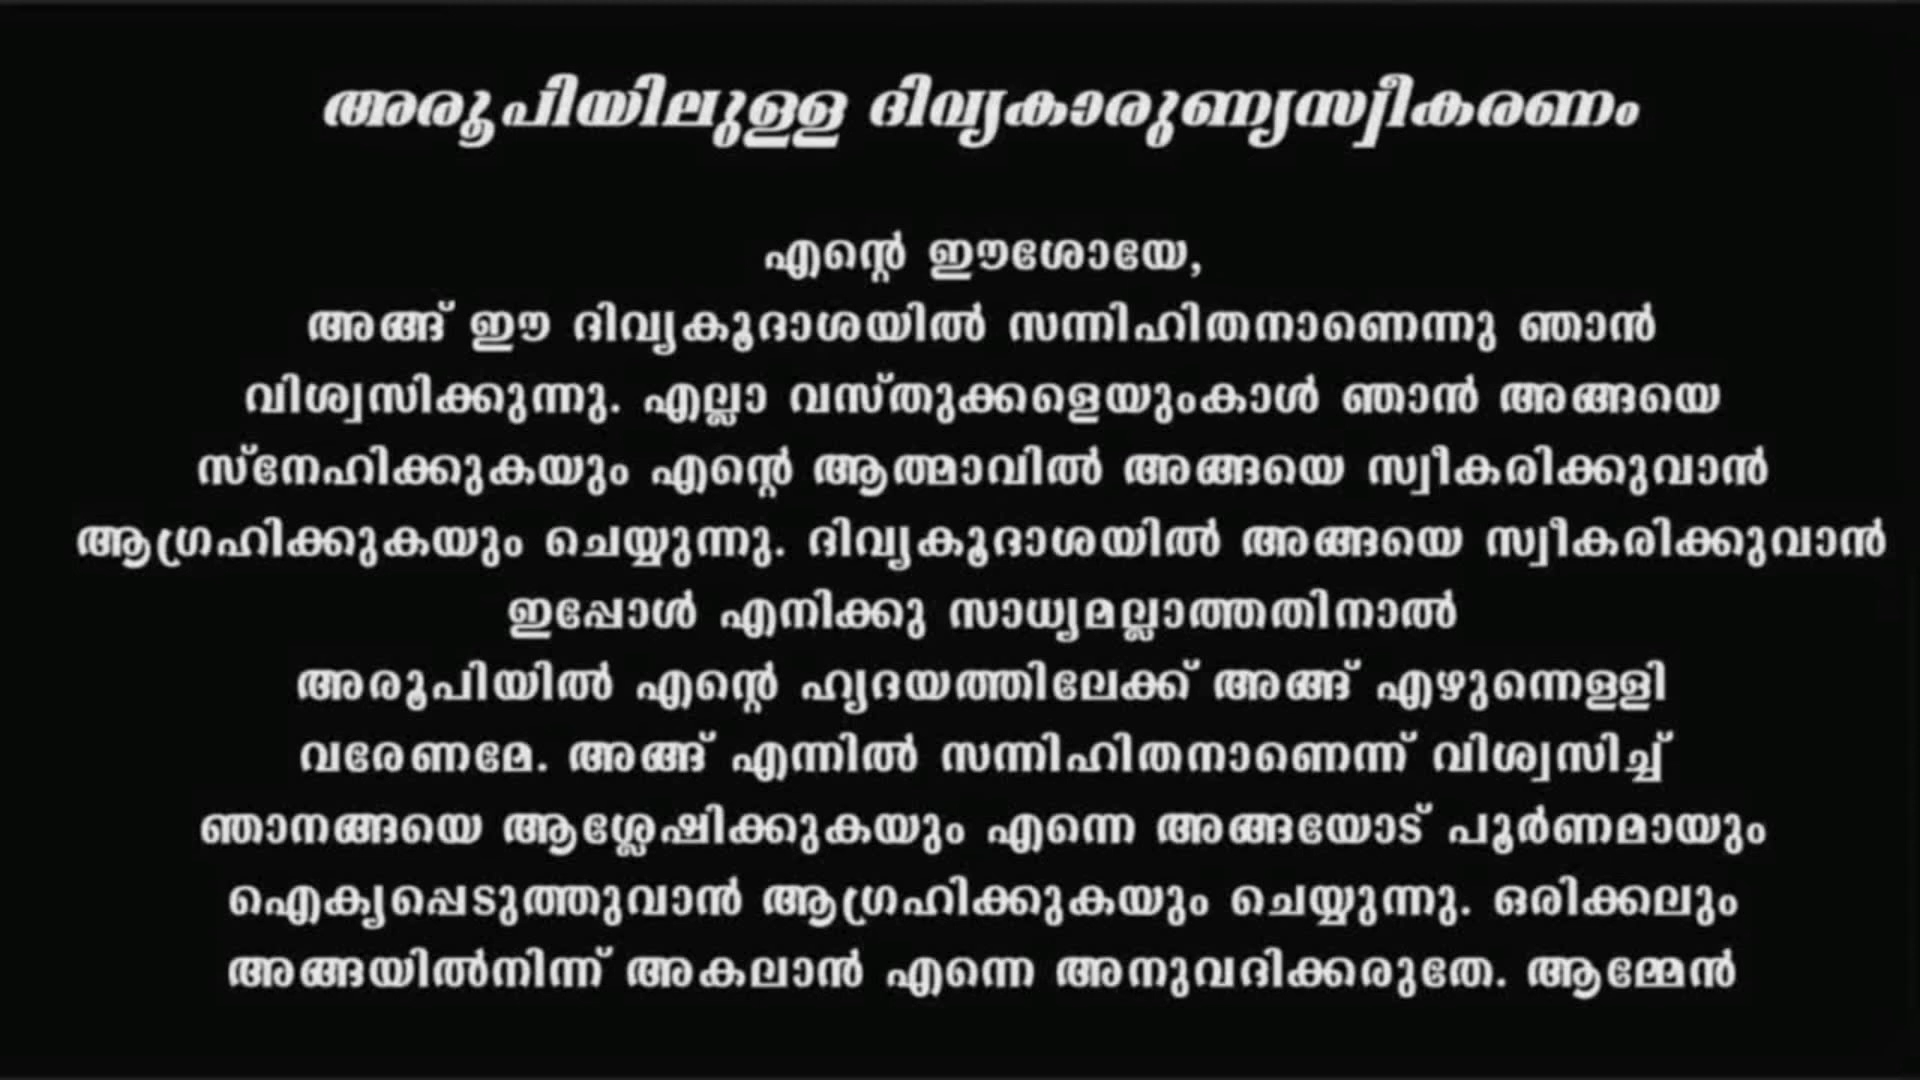 അരൂപിയിലുള്ള ദിവ്യകാരുണ്യസ്വീകരണം
എന്റെ ഈശോയേ,
അങ്ങ് ഈ ദിവ്യകൂദാശയിൽ സന്നിഹിതനാണെന്നു ഞാൻ
വിശ്വസിക്കുന്നു. എല്ലാ വസ്തുക്കളെയുംകാൾ ഞാൻ അങ്ങയെ
സ്നേഹിക്കുകയും എന്റെ ആത്മാവിൽ അങ്ങയെ സ്വീകരിക്കുവാൻ
ആഗ്രഹിക്കുകയും ചെയ്യുന്നു. ദിവ്യകൂദാശയിൽ അങ്ങയെ സ്വീകരിക്കുവാൻ
ഇപ്പോൾ എനിക്കു സാധ്യമല്ലാത്തതിനാൽ
അരൂപിയിൽ എന്റെ ഹൃദയത്തിലേക്ക് അങ്ങ് എഴുന്നെള്ളി
വരേണമേ. അങ്ങ് എന്നിൽ സന്നിഹിതനാണെന്ന് വിശ്വസിച്ച്
ഞാനങ്ങയെ ആശ്ലേഷിക്കുകയും എന്നെ അങ്ങയോട് പൂർണമായും
ഐക്യപ്പെടുത്തുവാൻ ആഗ്രഹിക്കുകയും ചെയ്യുന്നു. ഒരിക്കലും
അങ്ങയിൽനിന്ന് അകലാൻ എന്നെ അനുവദിക്കരുതേ. ആമ്മേൻ